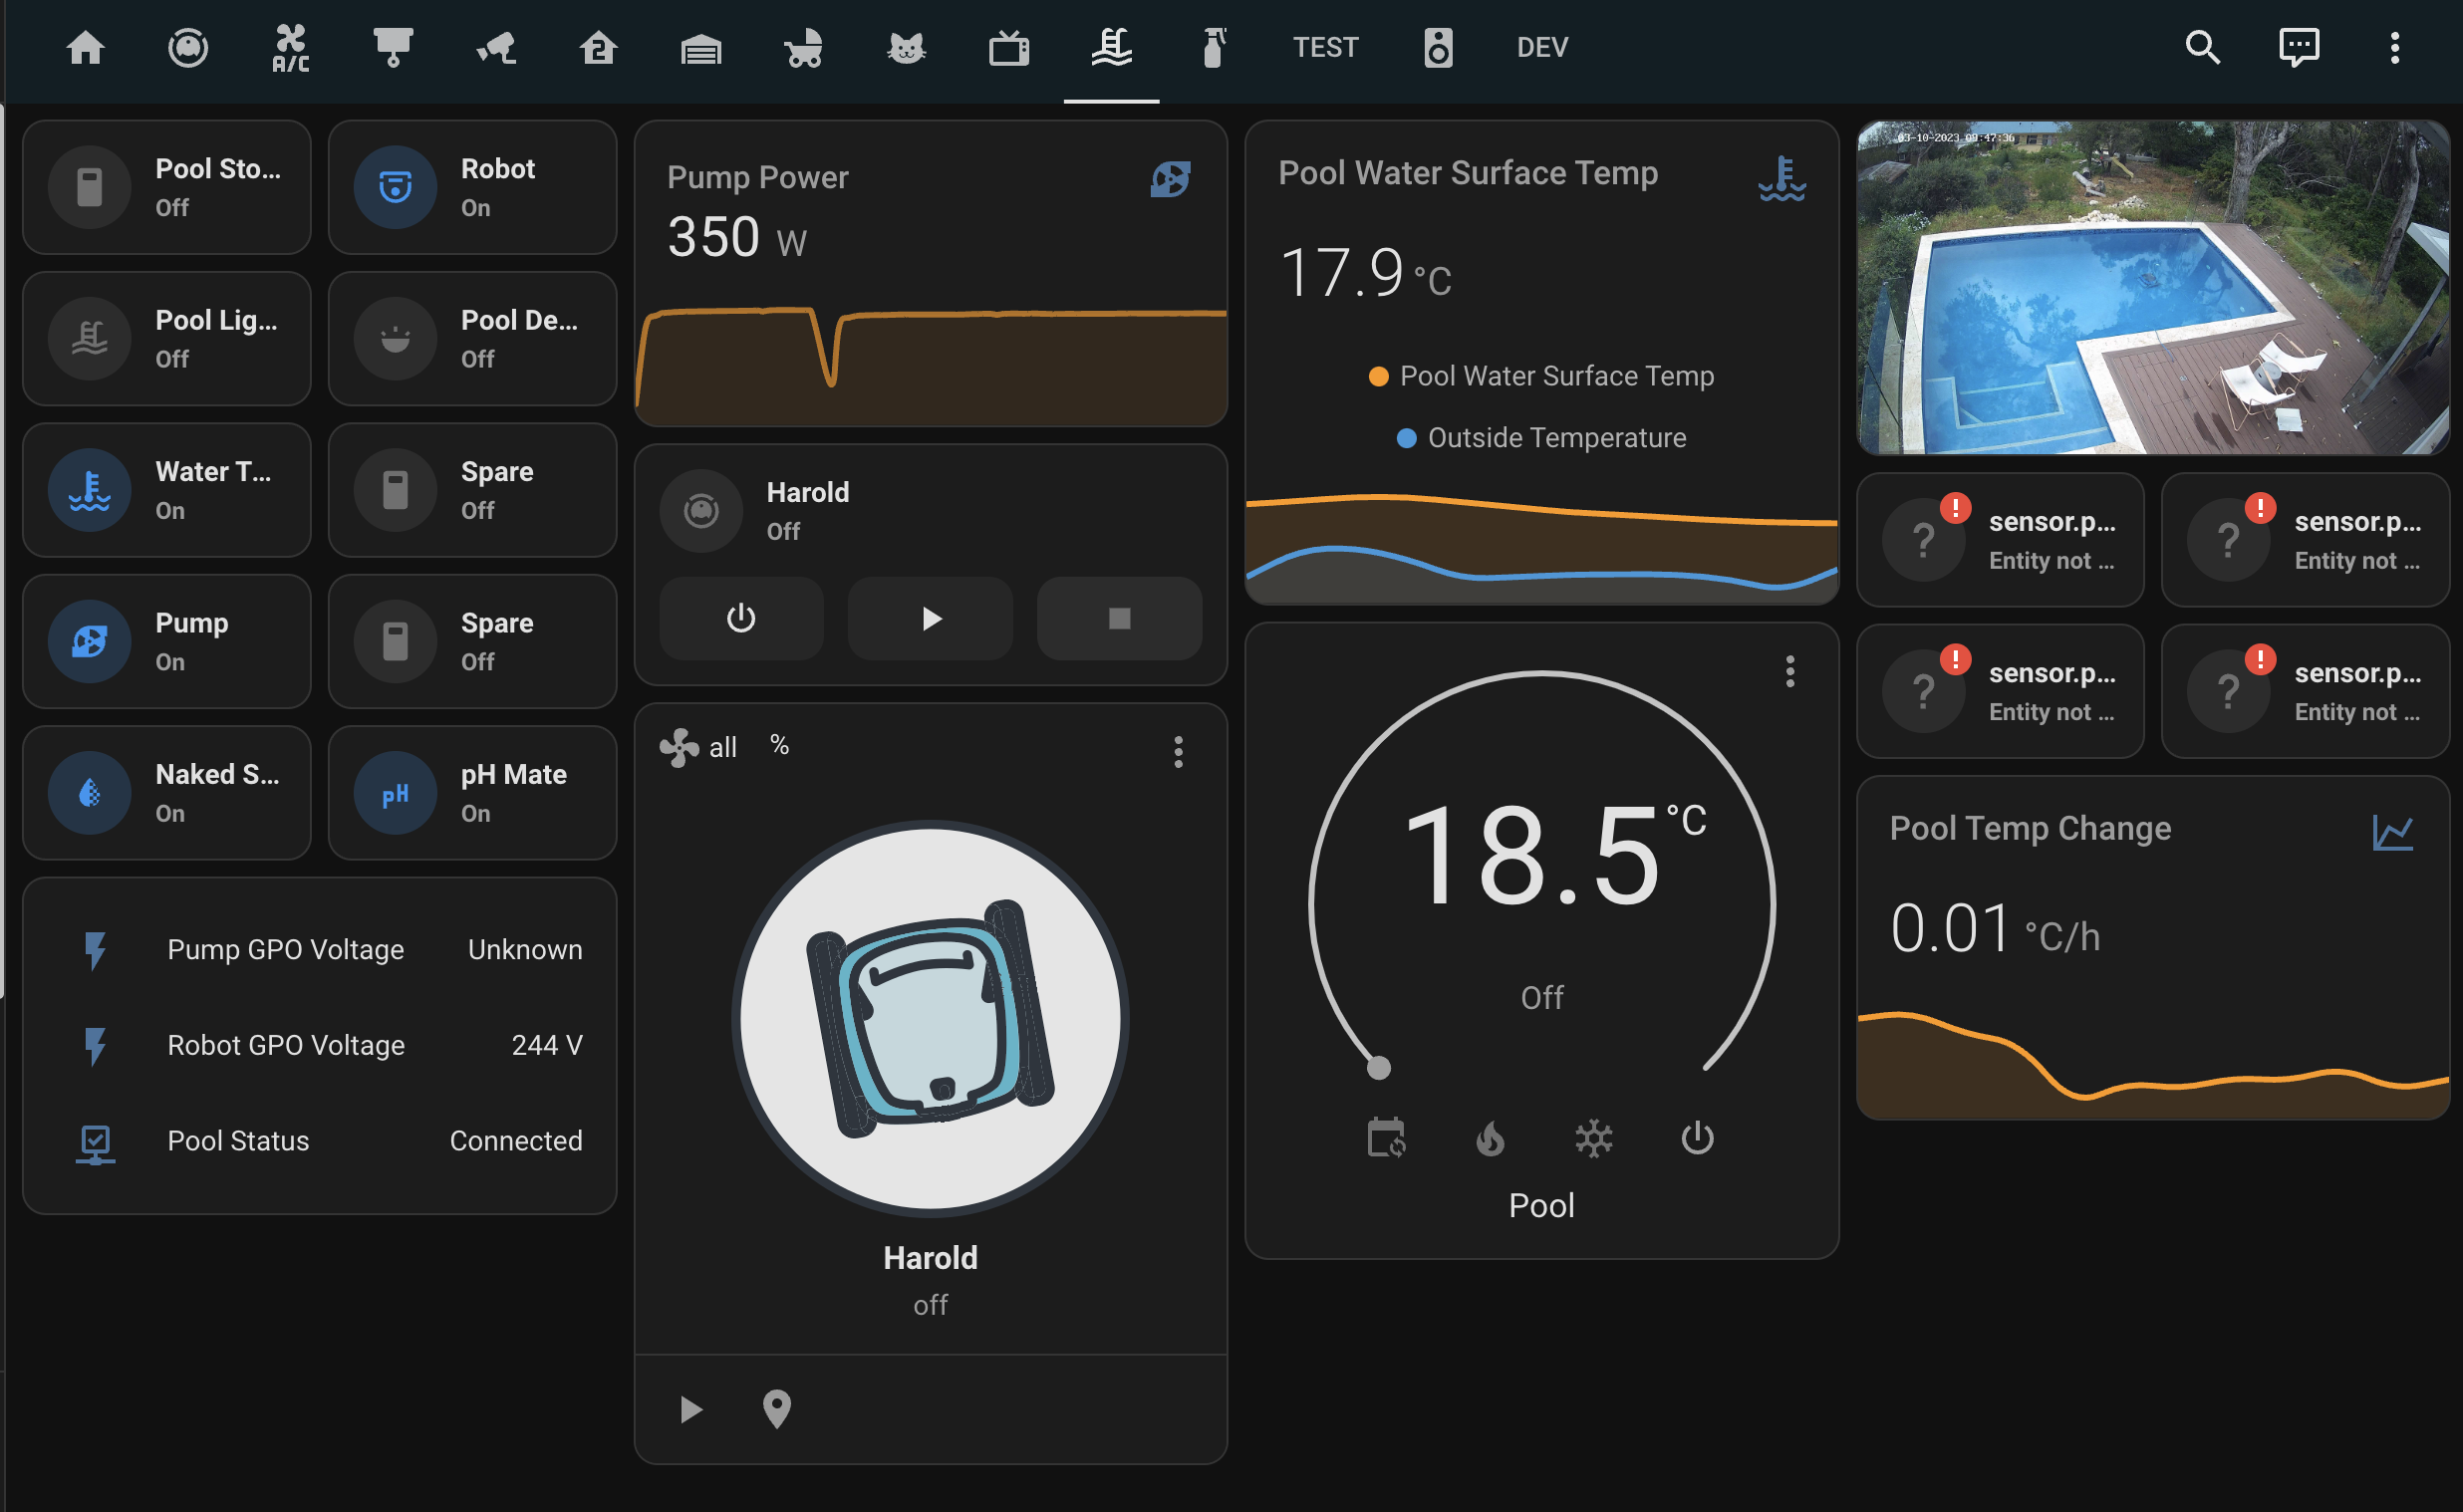 A/C
2
TEST
DEV
Pool Sto...
Off
Robot
On
Pool Lig...
Off
Pool De...
Off
Water T...
On
Spare
Off
Pump
On
Spare
Off
Naked S...
On
pH
pH Mate
On
Pump GPO Voltage Unknown
Robot GPO Voltage 244 V
Pool Status Connected
Pump Power
350 W
Harold
Off
all %
Harold
off
Pool Water Surface Temp
17.9 °C
Pool Water Surface Temp
Outside Temperature
18.5 °C
Off
Pool
03-10-2023 09:47:36
? ! sensor.p...
Entity not ...
? ! sensor.p...
Entity not ...
? ! sensor.p...
Entity not ...
? ! sensor.p...
Entity not ...
Pool Temp Change
0.01 °C/h